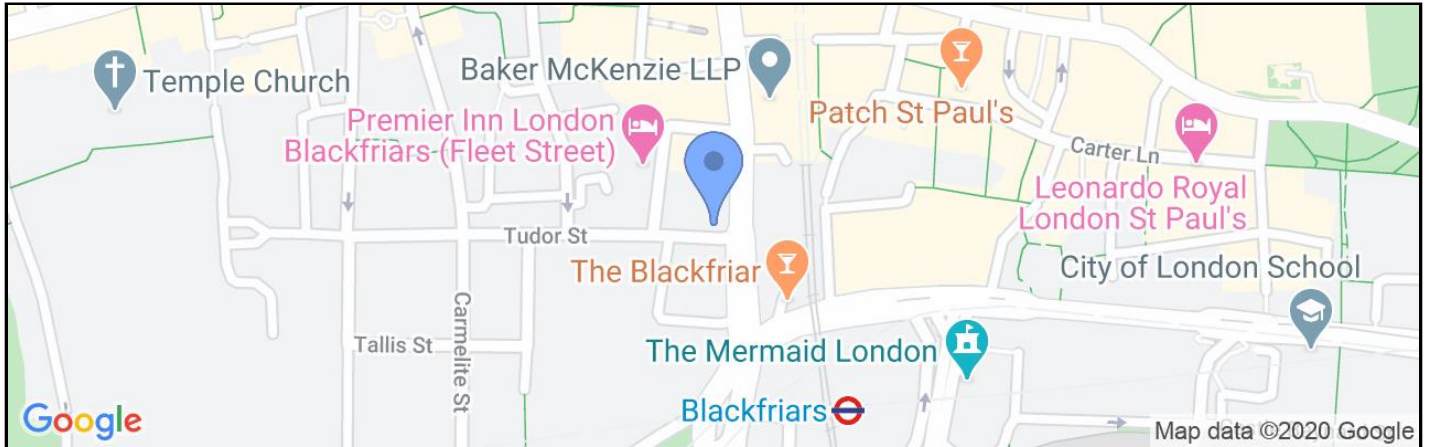 Temple Church
Baker McKenzie LLP
Patch St Paul's
Premier Inn London
Blackfriars (Fleet Street)
Carter Ln
Leonardo Royal
London St Paul's
Tudor St
The Blackfriar
City of London School
Carmelite St
Tallis St
The Mermaid London
Blackfriars
Google
Map data ©2020 Google